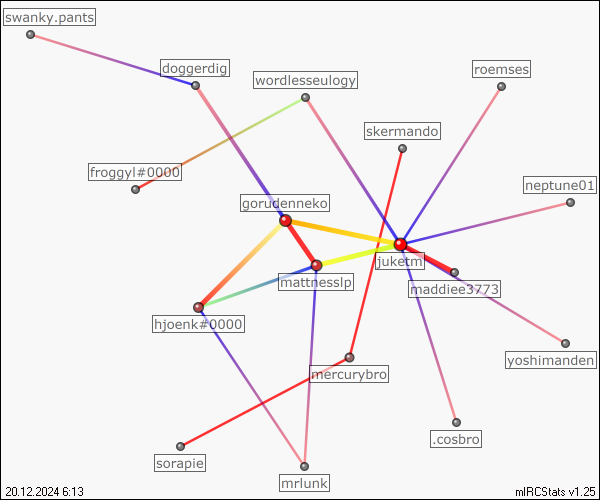 swanky.pants
doggerdig
wordlesseulogy
roemses
skermando
froggyl#0000
neptune01
gorudenneko
juketm
mattnesslp
maddiee3773
hjoenk#0000
yoshimanden
mercurybro
.cosbro
sorapie
mrlunk
20.12.2024 6:13
mIRCStats v1.25